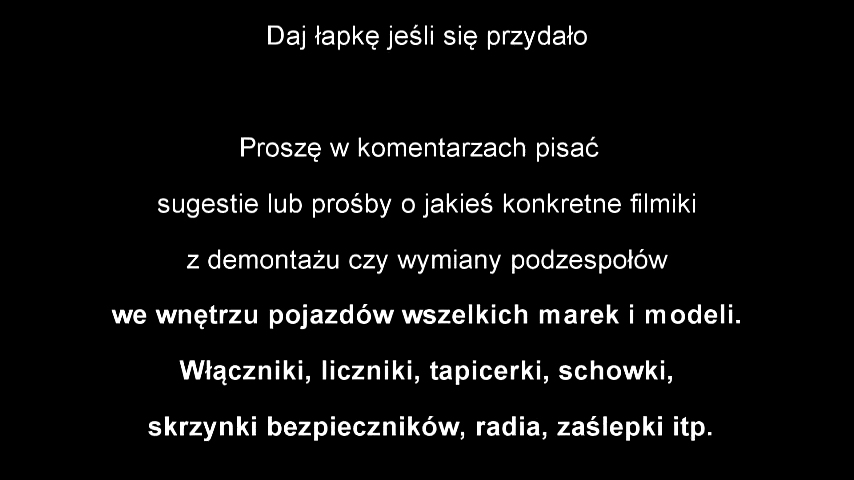 Daj łapkę jeśli się przydało
Proszę w komentarzach pisać
sugestie lub prośby o jakieś konkretne filmiki
z demontażu czy wymiany podzespołów
we wnętrzu pojazdów wszelkich marek i modeli.
Włączniki, liczniki, tapicerki, schowki,
skrzynki bezpieczników, radia, zaślepki itp.